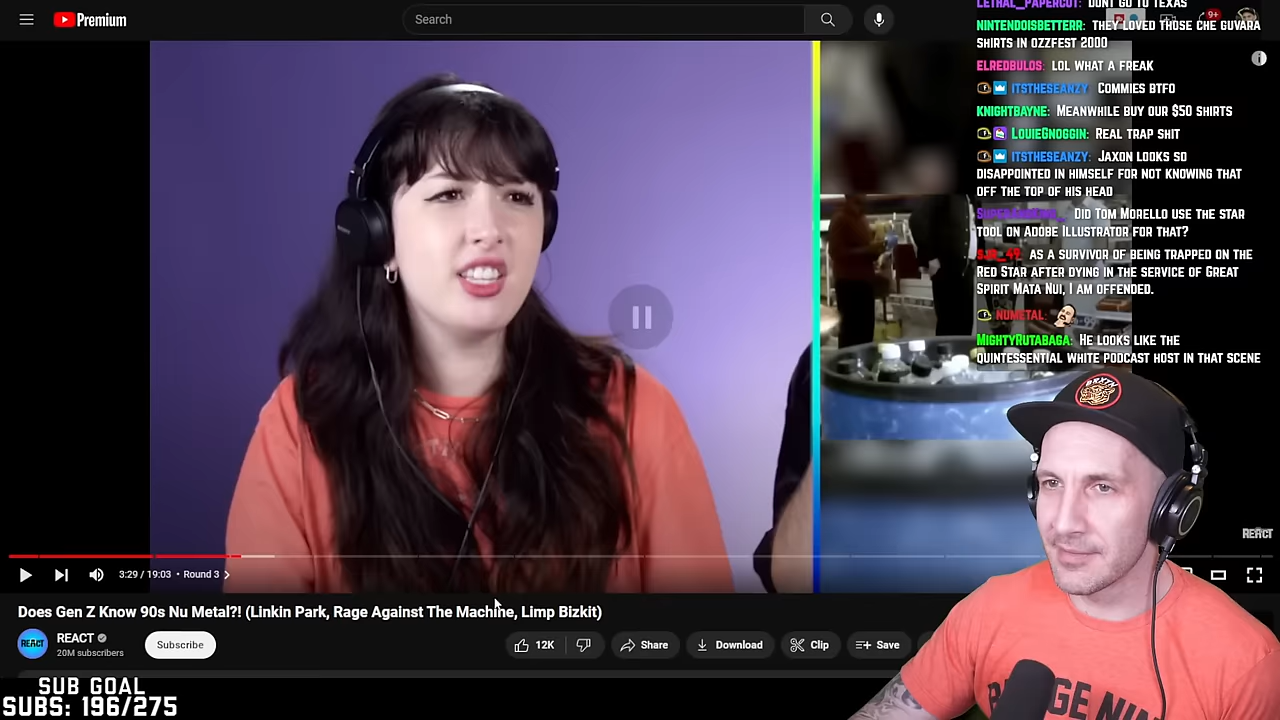 Premium
Search
9+
LETHAL_PAPERCUT: DONT GO TO TEXAS
NINTENDOISBETTERR: THEY LOVED THOSE CHE GUVARA
SHIRTS IN OZZFEST 2000
ELREDBULOS: LOL WHAT A FREAK
ITSTHESEANZY: COMMIES BTFO
KNIGHTBAYNE: MEANWHILE BUY OUR $50 SHIRTS
LOUIEGNOGGIN: REAL TRAP SHIT
ITSTHESEANZY: JAXON LOOKS SO
DISAPPOINTED IN HIMSELF FOR NOT KNOWING THAT
OFF THE TOP OF HIS HEAD
DID TOM MORELLO USE THE STAR
TOOL ON ADOBE ILLUSTRATOR FOR THAT?
AS A SURVIVOR OF BEING TRAPPED ON THE
RED STAR AFTER DYING IN THE SERVICE OF GREAT
SPIRIT MATA NUI, I AM OFFENDED.
NUMETAL:
MIGHTYRUTABAGA: HE LOOKS LIKE THE
QUINTESSENTIAL WHITE PODCAST HOST IN THAT SCENE
BRXTN
REACT
3:29 / 19:03 • Round 3
Does Gen Z Know 90s Nu Metal?! (Linkin Park, Rage Against The Machine, Limp Bizkit)
REACT
REACT
20M subscribers
Subscribe
12K
Share
Download
Clip
Save
SUB GOAL
SUBS: 196/275